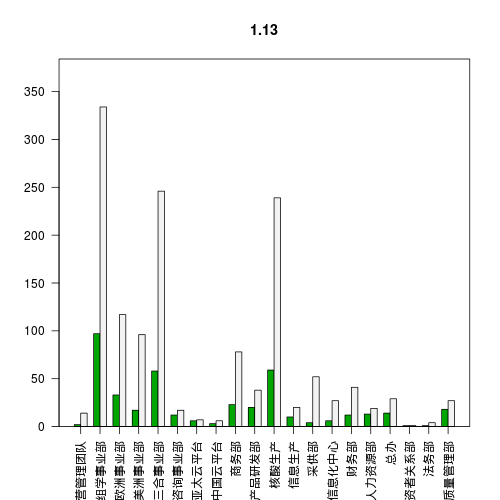 1.13
350
300
250
200
150
100
50
0
营管理团队
组学事业部
欧洲事业部
美洲事业部
三合事业部
咨询事业部
亚太云平台
中国云平台
商务部
产品研发部
核酸生产
信息生产
采供部
信息化中心
财务部
人力资源部
总办
资者关系部
法务部
质量管理部